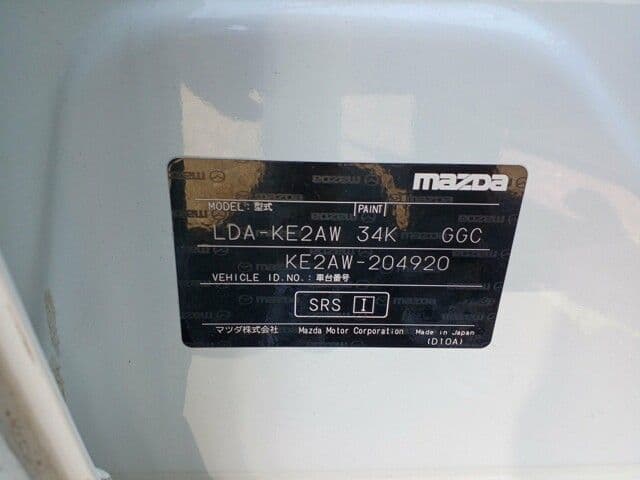 mazda
MODEL: 型式 PAINT
LDA-KE2AW 34K GGC
KE2AW-204920
VEHICLE ID.NO.: 車台番号
SRS I
マツダ株式会社 Mazda Motor Corporation Made in Japan
(D10A)